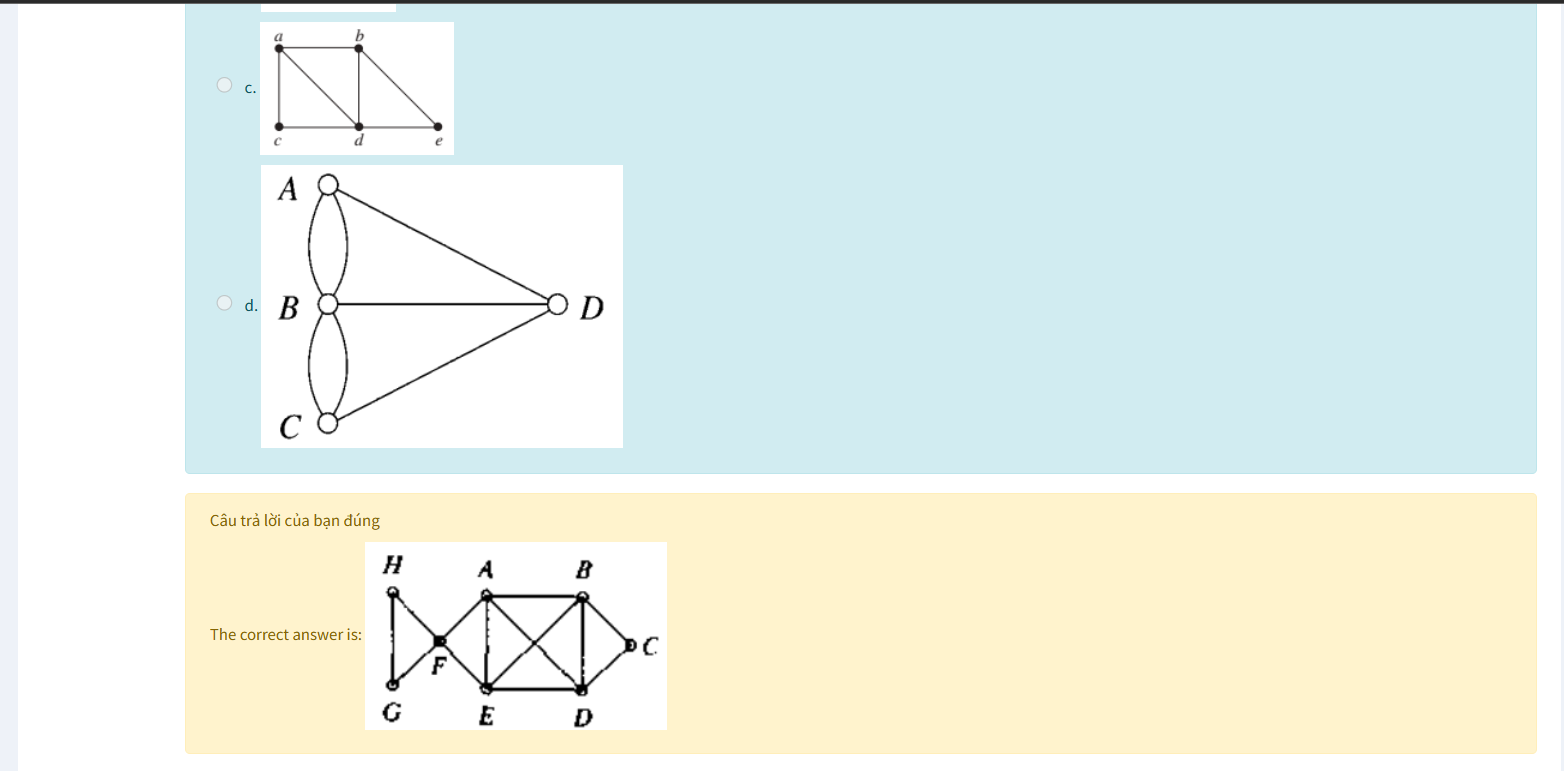 a b
c.
c d e
A
d. B D
C
Câu trả lời của bạn đúng
H A B
The correct answer is:
C
F
G E D